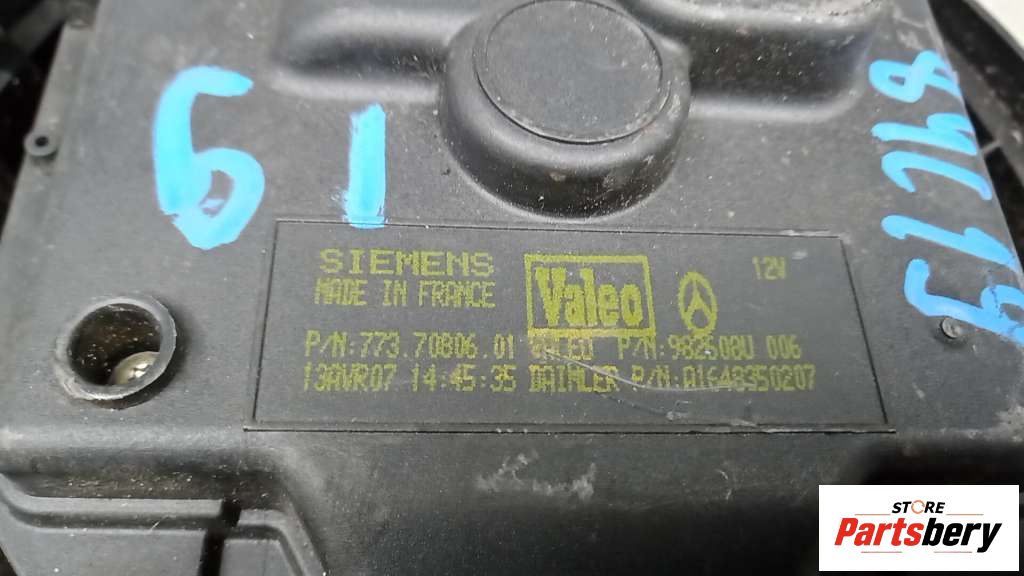 61
SIEMENS
MADE IN FRANCE
Valeo
12V
P/N:773.70806.01 VALEO P/N:982508U 006
13AVR07 14:45:35 DAIMLER P/N:A1648350207
STORE
Partsbery